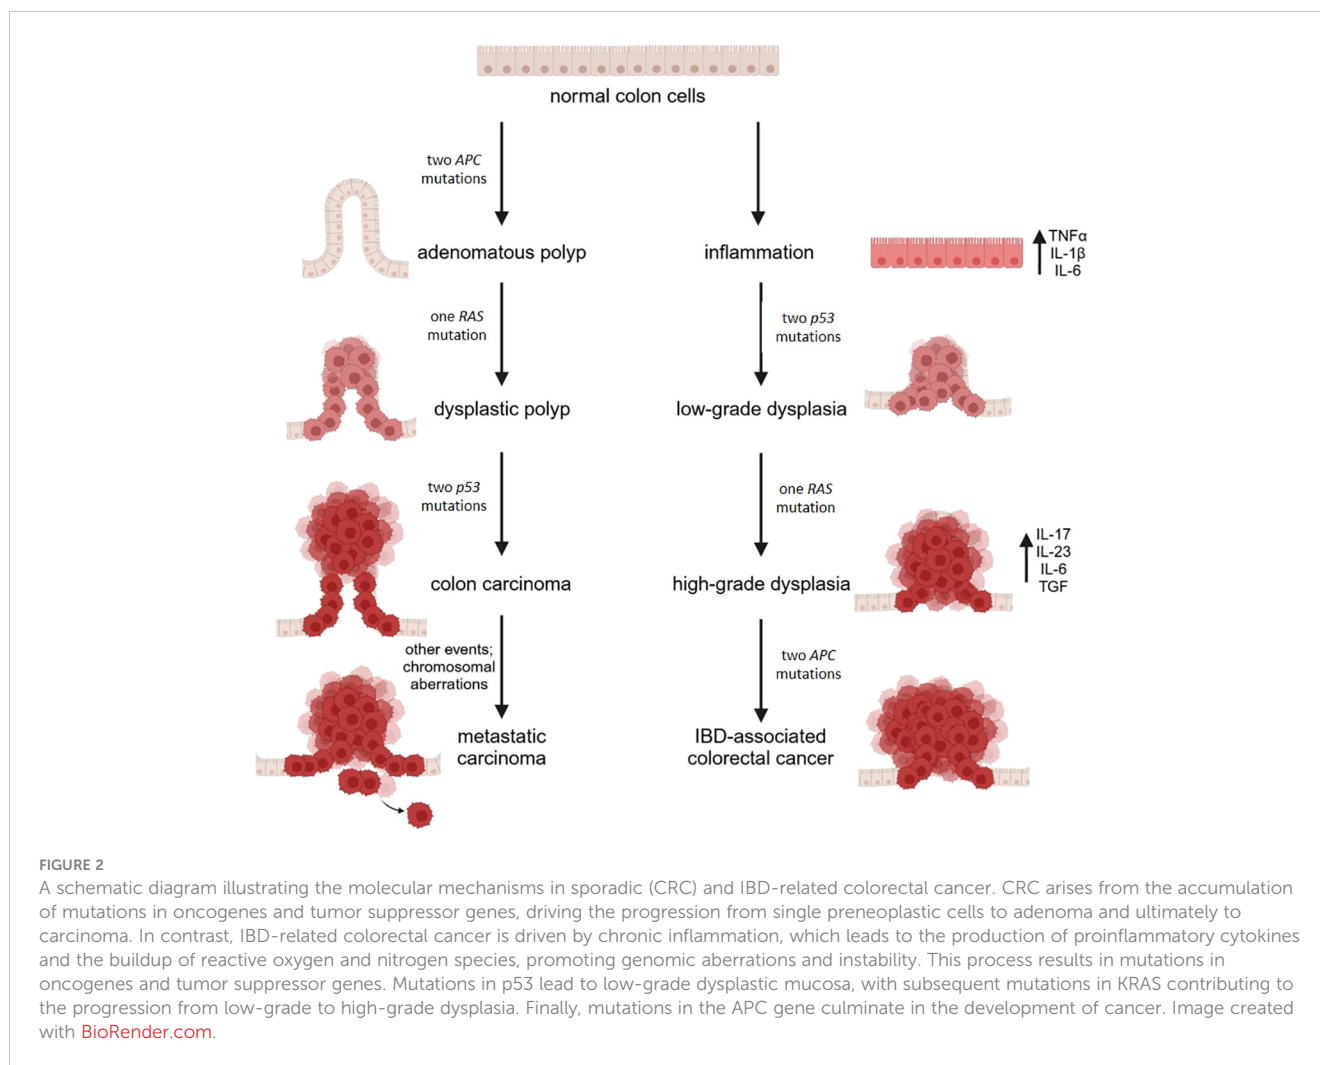 normal colon cells
two APC
mutations
adenomatous polyp
inflammation
TNFα
IL-1β
IL-6
one RAS
mutation
two p53
mutations
dysplastic polyp
low-grade dysplasia
two p53
mutations
one RAS
mutation
colon carcinoma
high-grade dysplasia
IL-17
IL-23
IL-6
TGF
other events;
chromosomal
aberrations
two APC
mutations
metastatic
carcinoma
IBD-associated
colorectal cancer
FIGURE 2
A schematic diagram illustrating the molecular mechanisms in sporadic (CRC) and IBD-related colorectal cancer. CRC arises from the accumulation
of mutations in oncogenes and tumor suppressor genes, driving the progression from single preneoplastic cells to adenoma and ultimately to
carcinoma. In contrast, IBD-related colorectal cancer is driven by chronic inflammation, which leads to the production of proinflammatory cytokines
and the buildup of reactive oxygen and nitrogen species, promoting genomic aberrations and instability. This process results in mutations in
oncogenes and tumor suppressor genes. Mutations in p53 lead to low-grade dysplastic mucosa, with subsequent mutations in KRAS contributing to
the progression from low-grade to high-grade dysplasia. Finally, mutations in the APC gene culminate in the development of cancer. Image created
with BioRender.com.